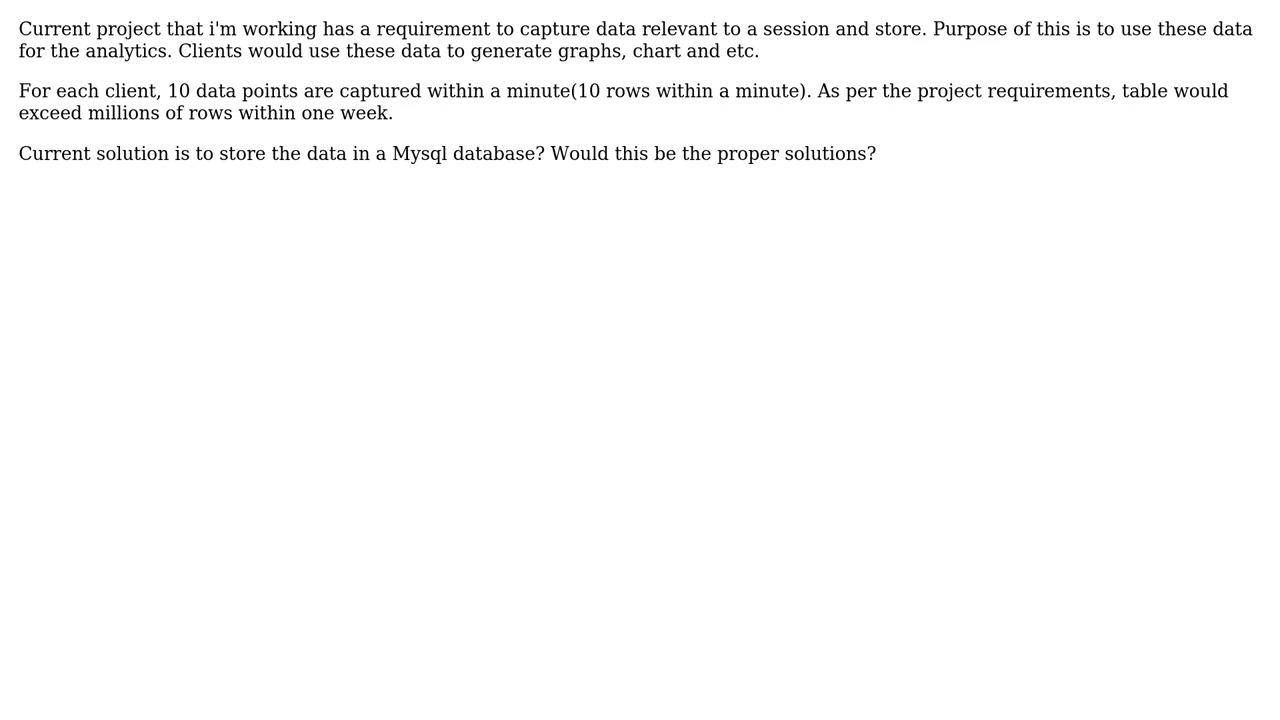 Current project that i'm working has a requirement to capture data relevant to a session and store. Purpose of this is to use these data
for the analytics. Clients would use these data to generate graphs, chart and etc.
For each client, 10 data points are captured within a minute(10 rows within a minute). As per the project requirements, table would
exceed millions of rows within one week.
Current solution is to store the data in a Mysql database? Would this be the proper solutions?